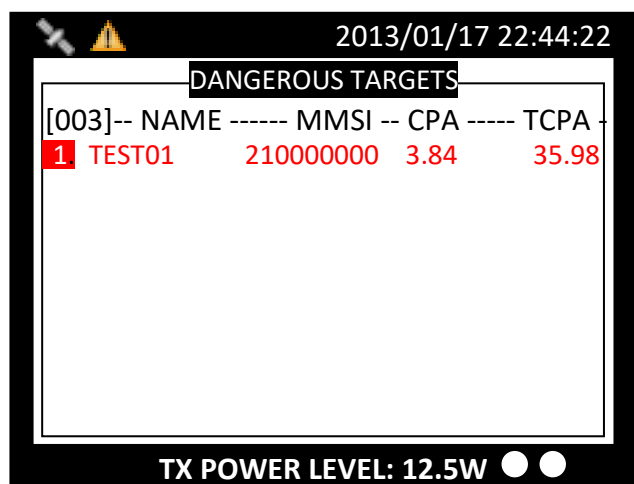 2013/01/17 22:44:22
DANGEROUS TARGETS
[003]-- NAME ------ MMSI -- CPA ----- TCPA -
1. TEST01 210000000 3.84 35.98
TX POWER LEVEL: 12.5W